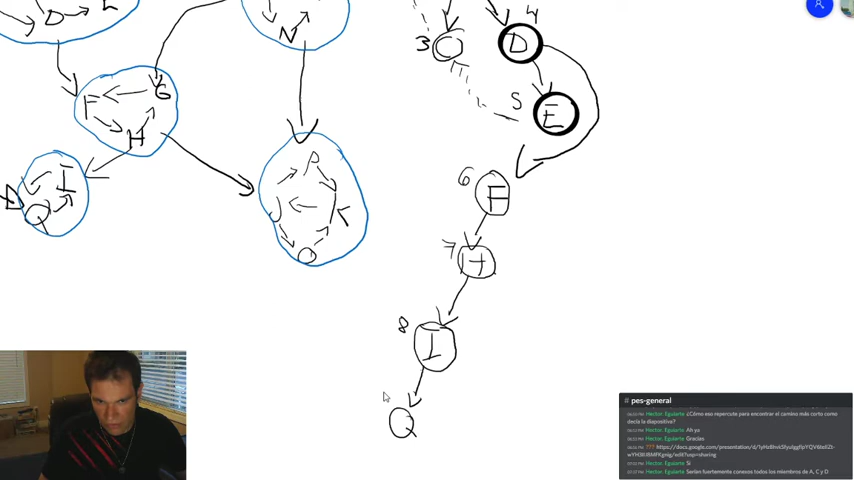 D
N
3
C
4
D
5
E
G
F
H
I
Q
P
J
K
O
6
F
7
H
8
I
Q
# pes-general
Hector. Eguiarte ¿Cómo eso repercute para encontrar el camino más corto como
decía la diapositiva?
Hector. Eguiarte Ah ya
Hector. Eguiarte Gracias
Hector. Eguiarte Sí
Hector. Eguiarte Serían fuertemente conexos todos los miembros de A, C y D